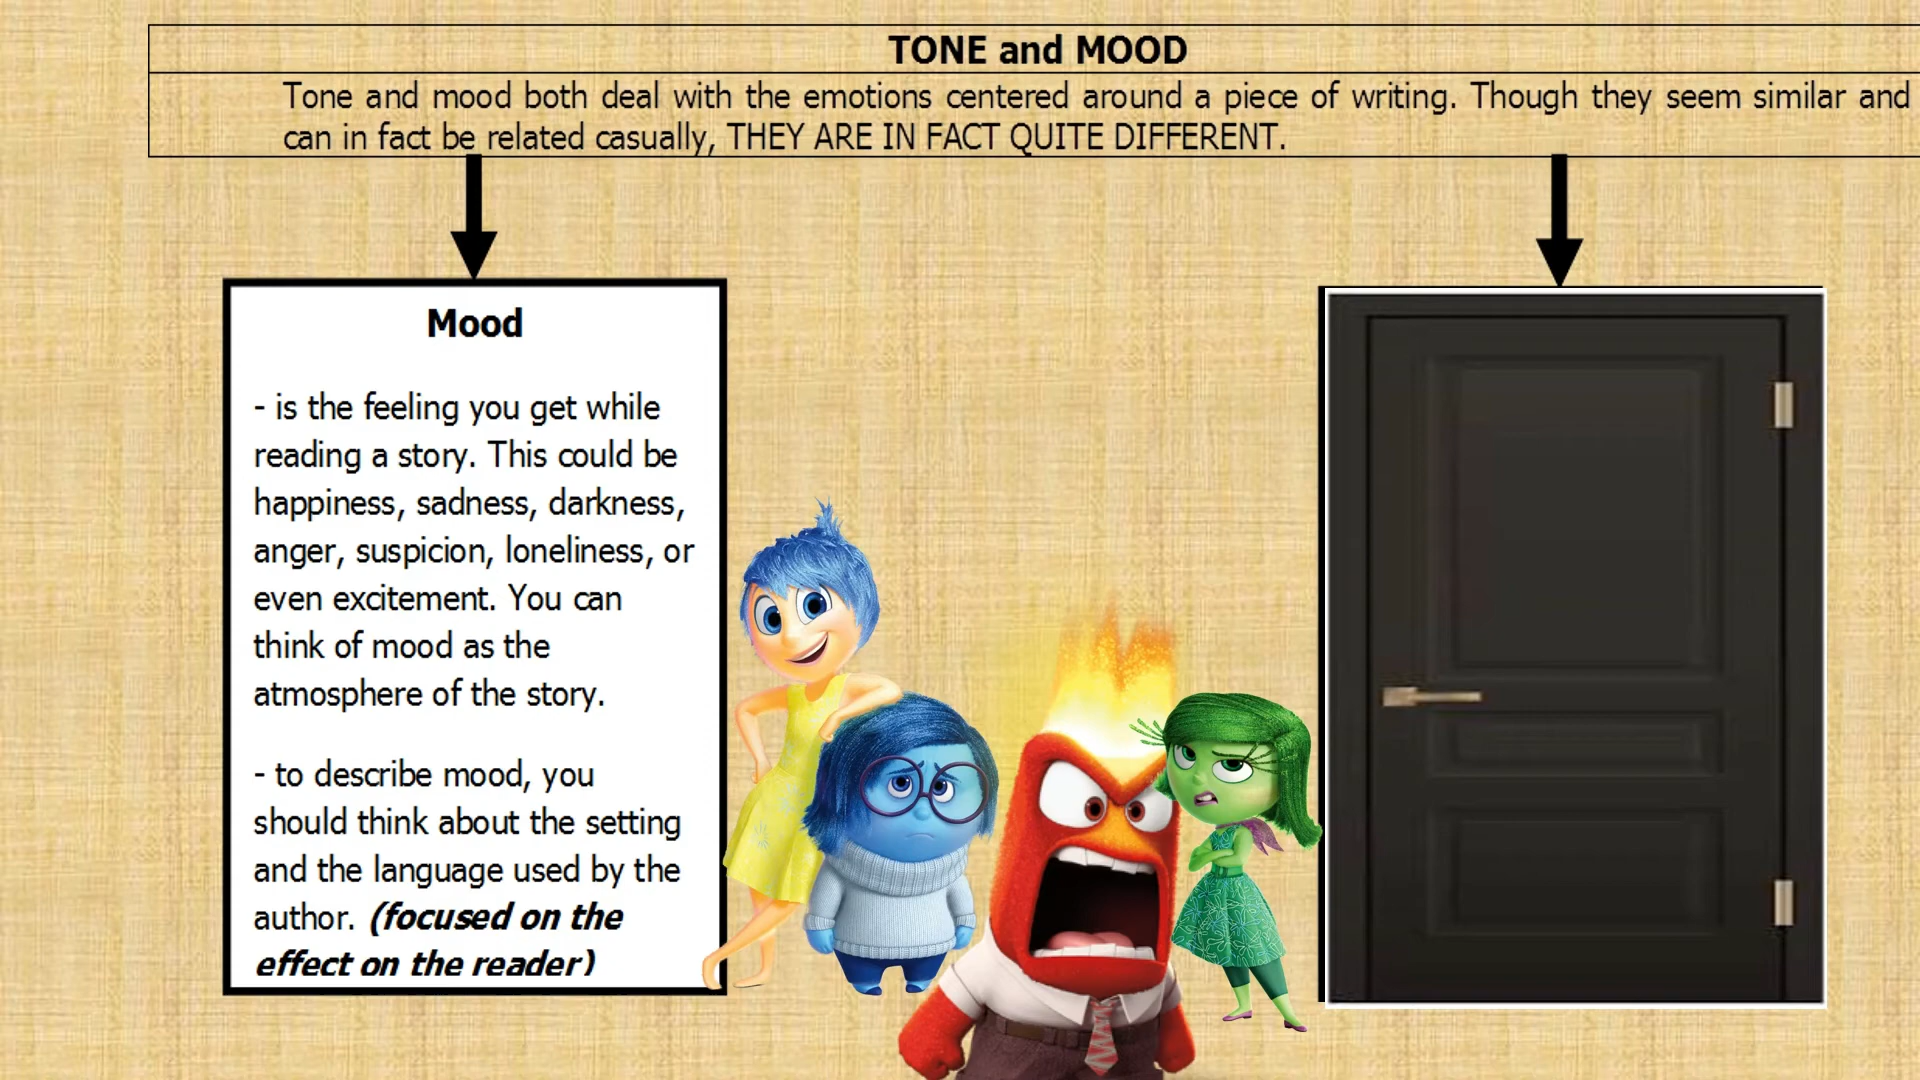 TONE and MOOD
Tone and mood both deal with the emotions centered around a piece of writing. Though they seem similar and
can in fact be related casually, THEY ARE IN FACT QUITE DIFFERENT.
Mood
- is the feeling you get while
reading a story. This could be
happiness, sadness, darkness,
anger, suspicion, loneliness, or
even excitement. You can
think of mood as the
atmosphere of the story.
- to describe mood, you
should think about the setting
and the language used by the
author. (focused on the
effect on the reader)